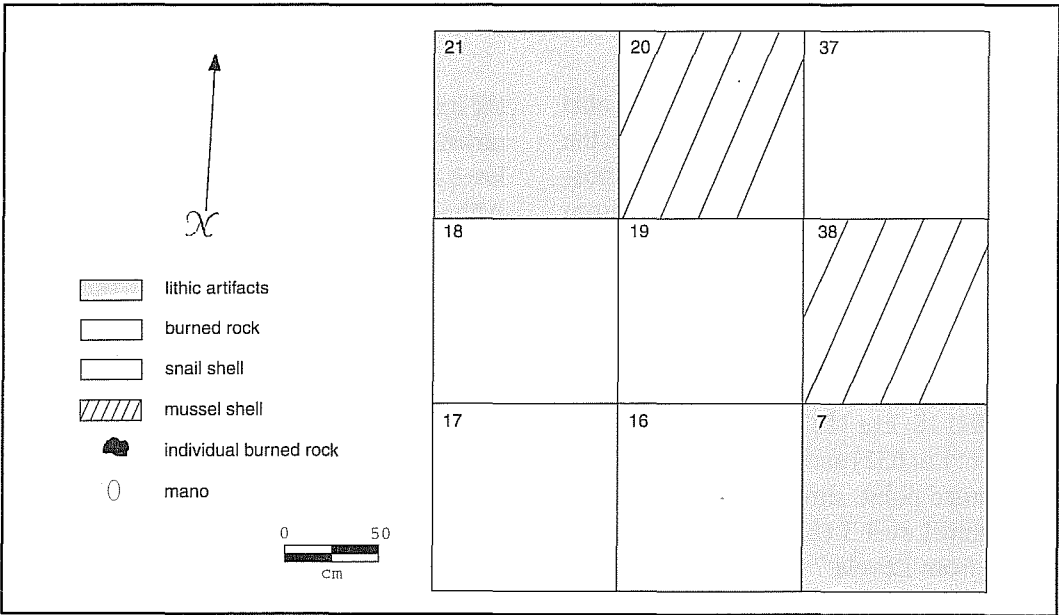 21 20 37
N
18 19 38
lithic artifacts
burned rock
snail shell
mussel shell
17 16 7
individual burned rock
mano
0 50
cm